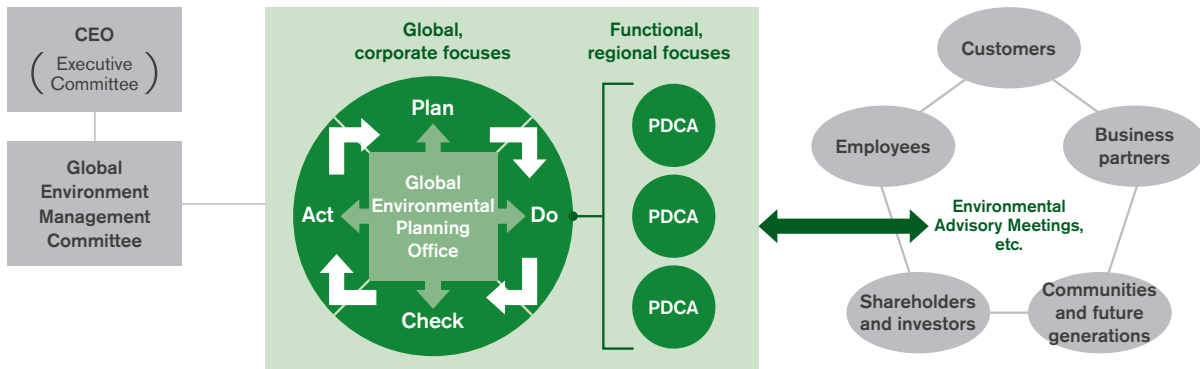 CEO
(Executive
Committee)
Global
Environment
Management
Committee
Global,
corporate focuses
Plan
Do
Check
Act
Global
Environmental
Planning
Office
Functional,
regional focuses
PDCA
PDCA
PDCA
Customers
Employees
Business
partners
Environmental
Advisory Meetings,
etc.
Shareholders
and investors
Communities
and future
generations